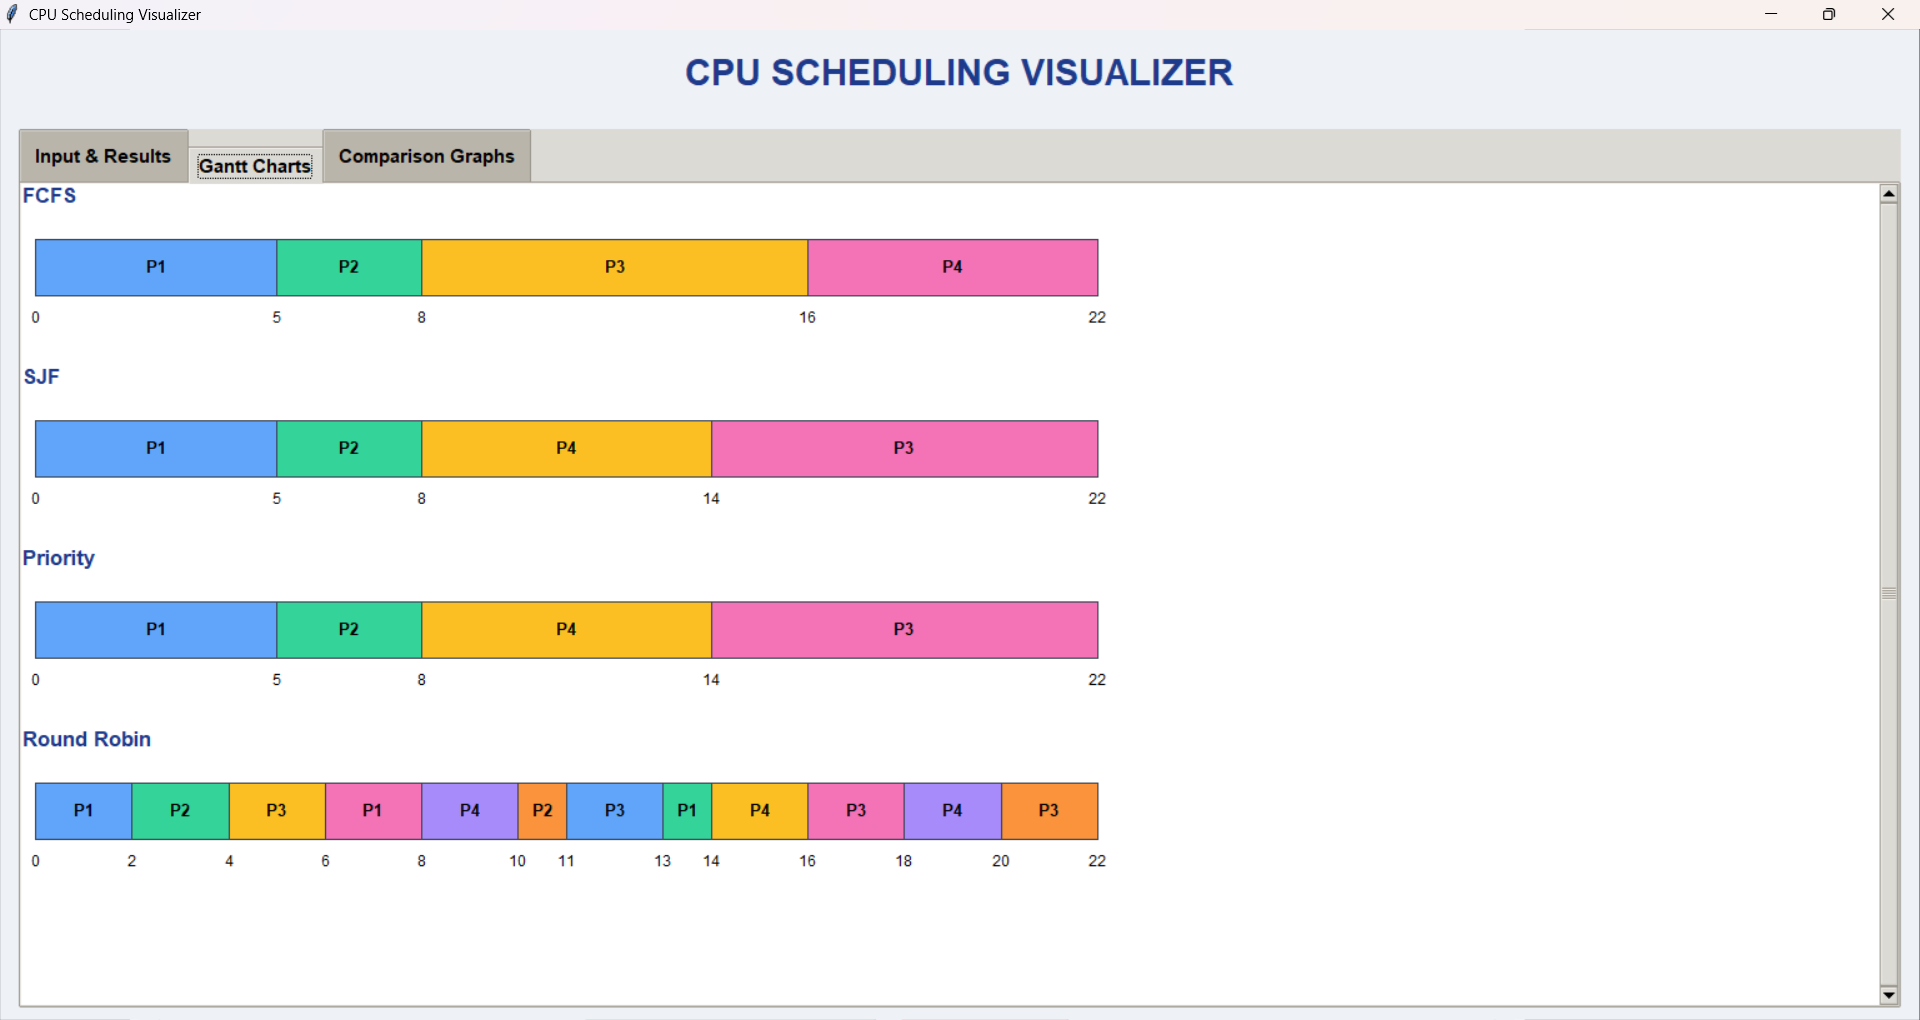 CPU Scheduling Visualizer
CPU SCHEDULING VISUALIZER
Input & Results Gantt Charts Comparison Graphs
FCFS
P1 P2 P3 P4
0 5 8 16 22
SJF
P1 P2 P4 P3
0 5 8 14 22
Priority
P1 P2 P4 P3
0 5 8 14 22
Round Robin
P1 P2 P3 P1 P4 P2 P3 P1 P4 P3 P4 P3
0 2 4 6 8 10 11 13 14 16 18 20 22